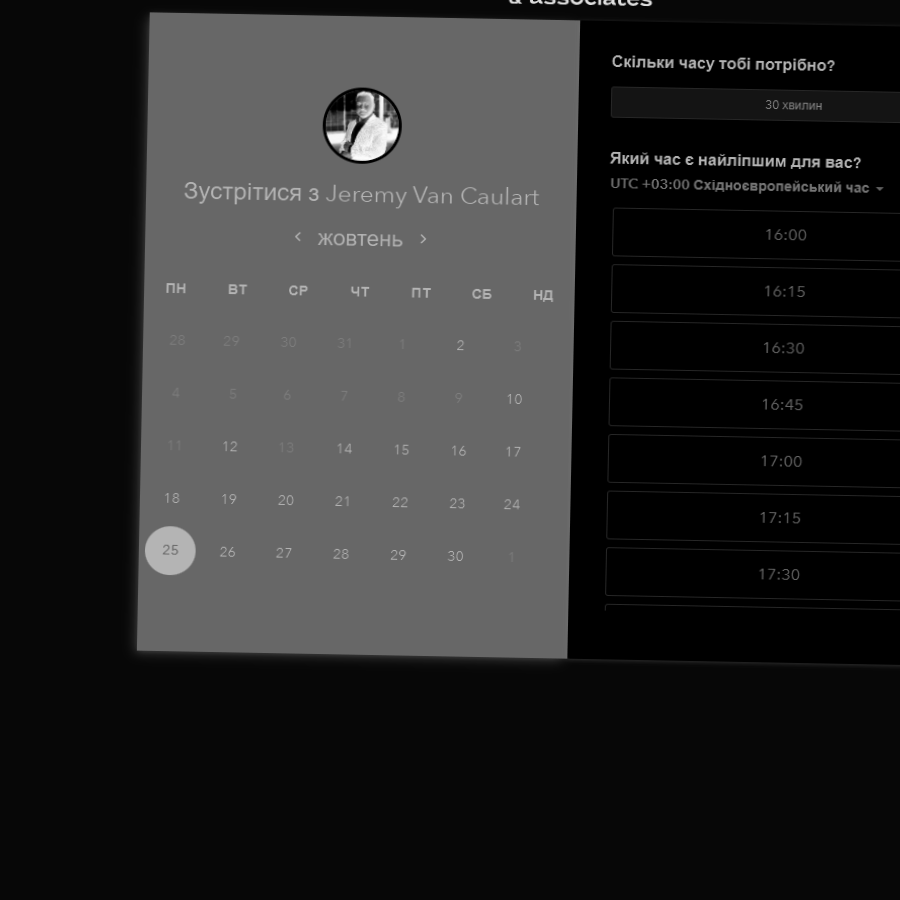 & associates
Зустрітися з Jeremy Van Caulart
жовтень
ПН ВТ СР ЧТ ПТ СБ НД
28 29 30 31 1 2 3
4 5 6 7 8 9 10
11 12 13 14 15 16 17
18 19 20 21 22 23 24
25 26 27 28 29 30 1
Скільки часу тобі потрібно?
30 хвилин
Який час є найліпшим для вас?
UTC +03:00 Східноєвропейський час
16:00
16:15
16:30
16:45
17:00
17:15
17:30